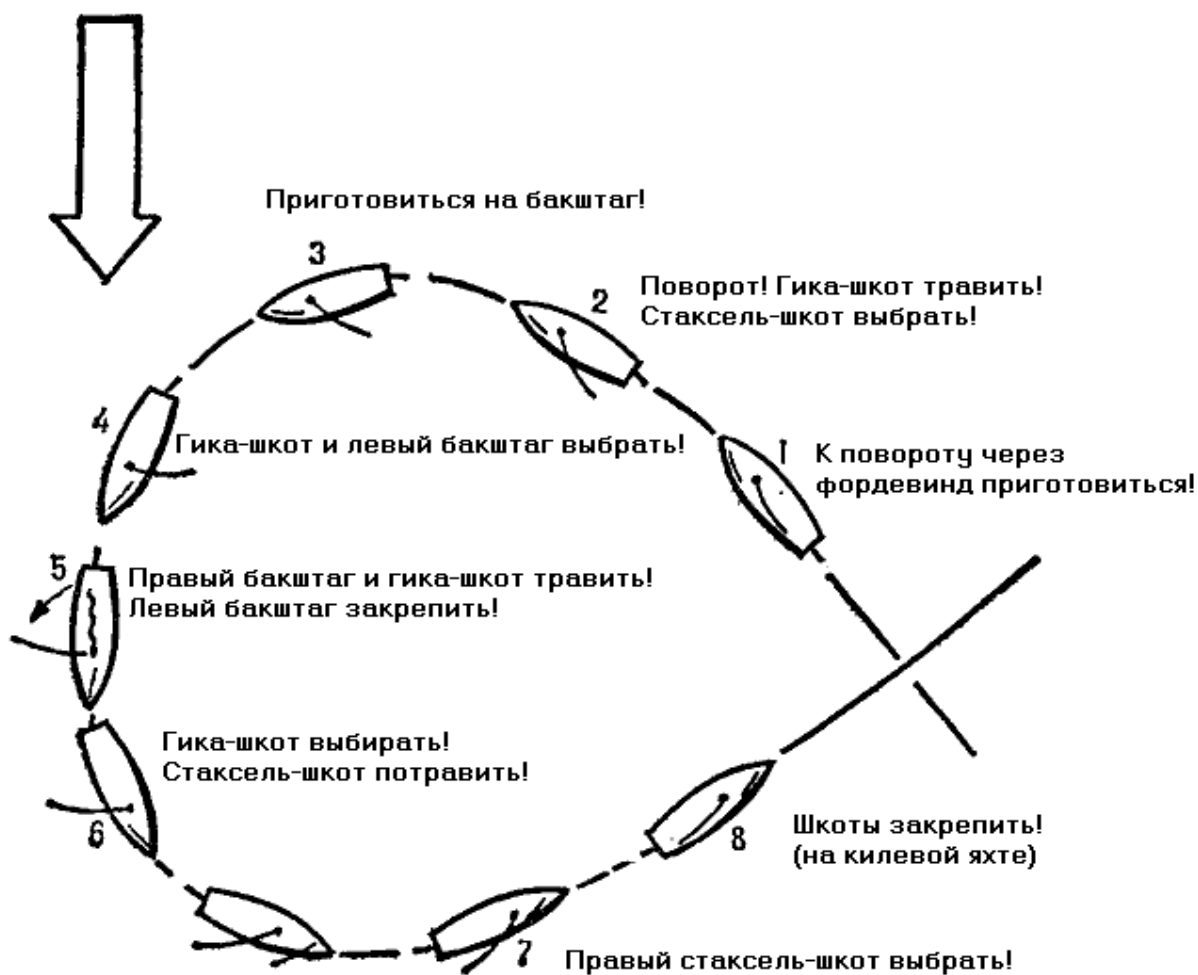 Приготовиться на бакштаг!
3
2
Поворот! Гика-шкот травить!
Стаксель-шкот выбрать!
4
Гика-шкот и левый бакштаг выбрать!
1
К повороту через
фордевинд приготовиться!
5
Правый бакштаг и гика-шкот травить!
Левый бакштаг закрепить!
6
Гика-шкот выбирать!
Стаксель-шкот потравить!
8
Шкоты закрепить!
(на килевой яхте)
7
Правый стаксель-шкот выбрать!